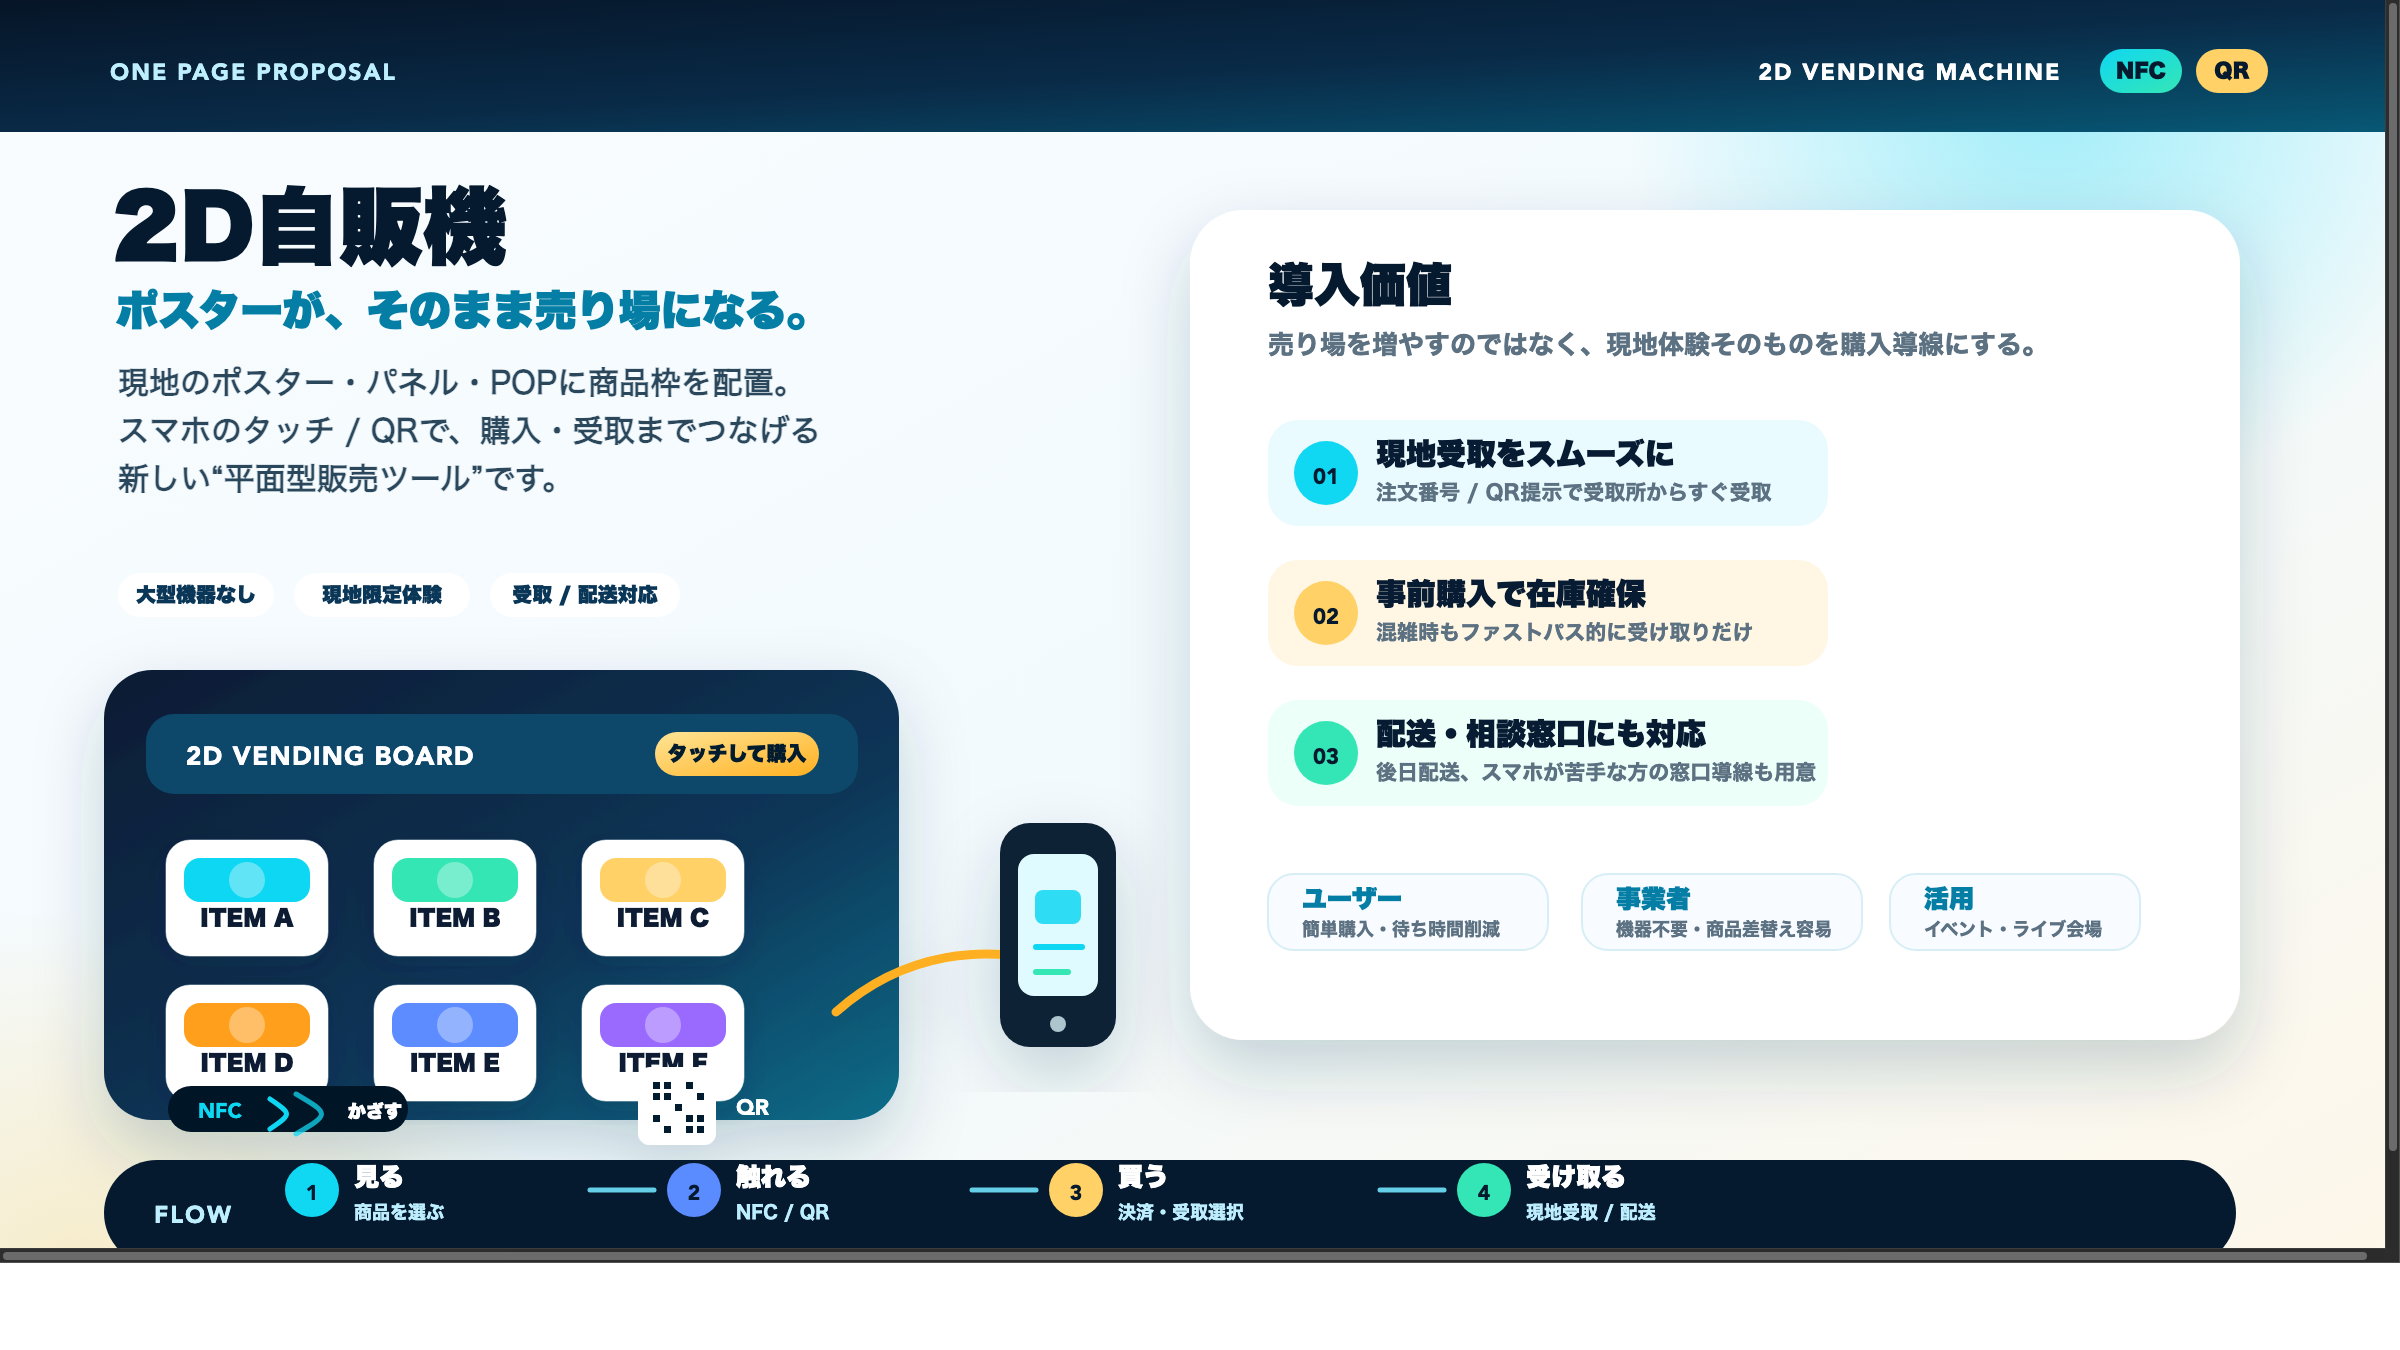 ONE PAGE PROPOSAL
2D VENDING MACHINE
NFC
QR
2D自販機
ポスターが、そのまま売り場になる。
現地のポスター・パネル・POPに商品枠を配置。
スマホのタッチ / QRで、購入・受取までつなげる
新しい“平面型販売ツール”です。
大型機器なし
現地限定体験
受取 / 配送対応
2D VENDING BOARD
タッチして購入
ITEM A
ITEM B
ITEM C
ITEM D
ITEM E
ITEM F
NFC
かざす
QR
導入価値
売り場を増やすのではなく、現地体験そのものを購入導線にする。
01
現地受取をスムーズに
注文番号 / QR提示で受取所からすぐ受取
02
事前購入で在庫確保
混雑時もファストパス的に受け取りだけ
03
配送・相談窓口にも対応
後日配送、スマホが苦手な方の窓口導線も用意
ユーザー
簡単購入・待ち時間削減
事業者
機器不要・商品差替え容易
活用
イベント・ライブ会場
FLOW
1
見る
商品を選ぶ
2
触れる
NFC / QR
3
買う
決済・受取選択
4
受け取る
現地受取 / 配送